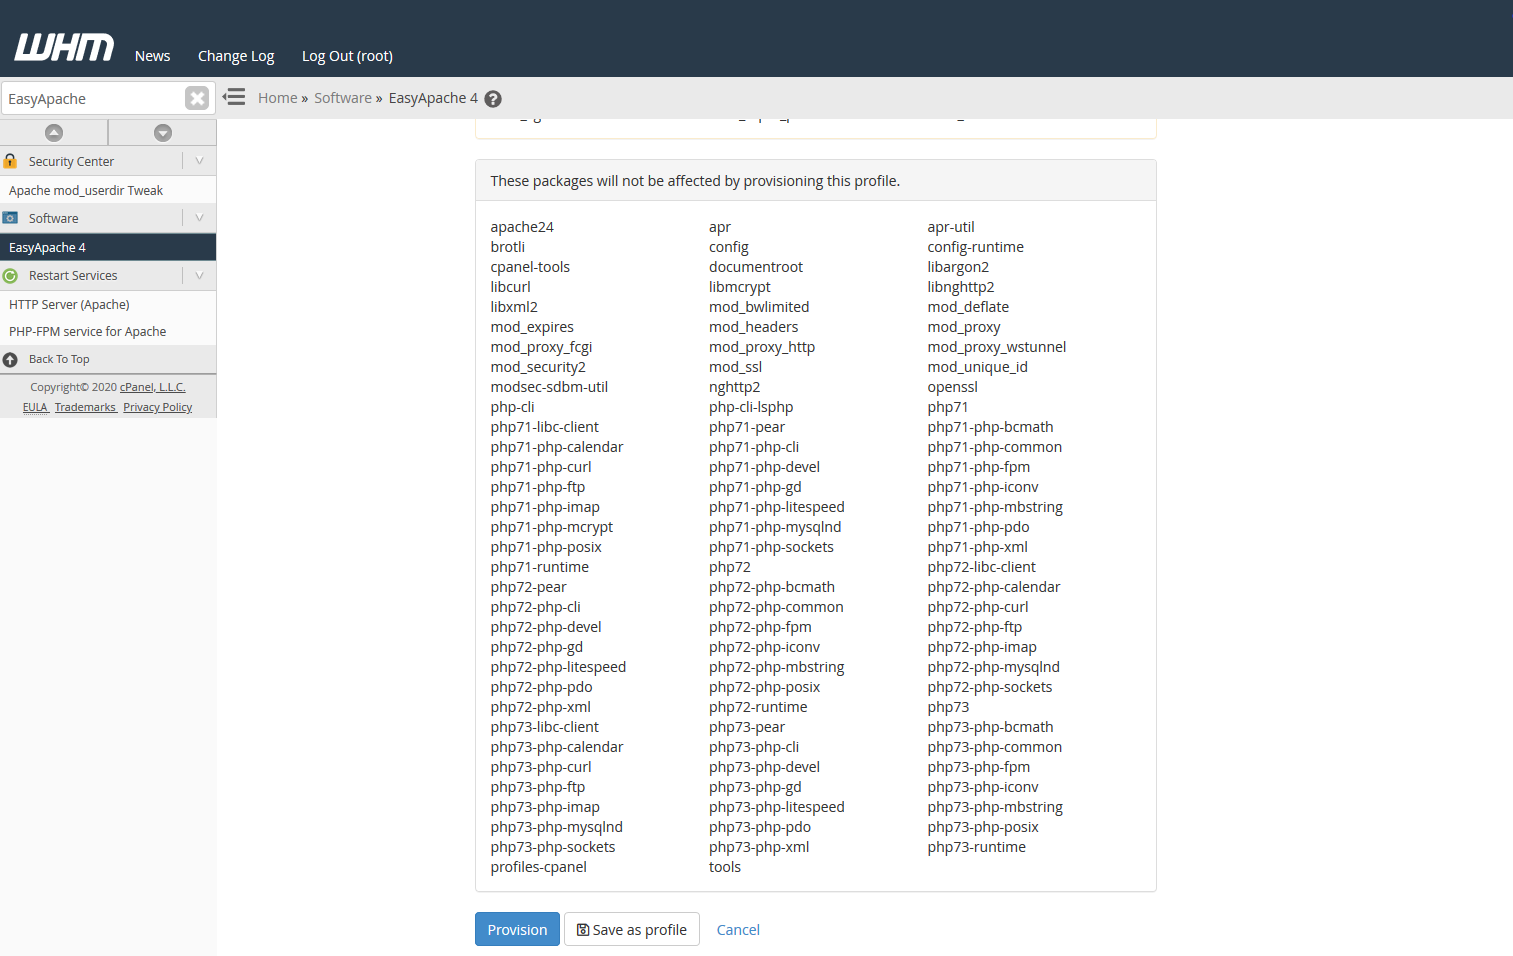 WHM News Change Log Log Out (root)
EasyApache
Home » Software » EasyApache 4
Security Center
Apache mod_userdir Tweak
Software
EasyApache 4
Restart Services
HTTP Server (Apache)
PHP-FPM service for Apache
Back To Top
Copyright© 2020 cPanel, L.L.C.
EULA Trademarks Privacy Policy
These packages will not be affected by provisioning this profile.
apache24 apr apr-util
brotli config config-runtime
cpanel-tools documentroot libargon2
libcurl libmcrypt libnghttp2
libxml2 mod_bwlimited mod_deflate
mod_expires mod_headers mod_proxy
mod_proxy_fcgi mod_proxy_http mod_proxy_wstunnel
mod_security2 mod_ssl mod_unique_id
modsec-sdbm-util nghttp2 openssl
php-cli php-cli-lsphp php71
php71-libc-client php71-pear php71-php-bcmath
php71-php-calendar php71-php-cli php71-php-common
php71-php-curl php71-php-devel php71-php-fpm
php71-php-ftp php71-php-gd php71-php-iconv
php71-php-imap php71-php-litespeed php71-php-mbstring
php71-php-mcrypt php71-php-mysqlnd php71-php-pdo
php71-php-posix php71-php-sockets php71-php-xml
php71-runtime php72 php72-libc-client
php72-pear php72-php-bcmath php72-php-calendar
php72-php-cli php72-php-common php72-php-curl
php72-php-devel php72-php-fpm php72-php-ftp
php72-php-gd php72-php-iconv php72-php-imap
php72-php-litespeed php72-php-mbstring php72-php-mysqlnd
php72-php-pdo php72-php-posix php72-php-sockets
php72-php-xml php72-runtime php73
php73-libc-client php73-pear php73-php-bcmath
php73-php-calendar php73-php-cli php73-php-common
php73-php-curl php73-php-devel php73-php-fpm
php73-php-ftp php73-php-gd php73-php-iconv
php73-php-imap php73-php-litespeed php73-php-mbstring
php73-php-mysqlnd php73-php-pdo php73-php-posix
php73-php-sockets php73-php-xml php73-runtime
profiles-cpanel tools
Provision Save as profile Cancel